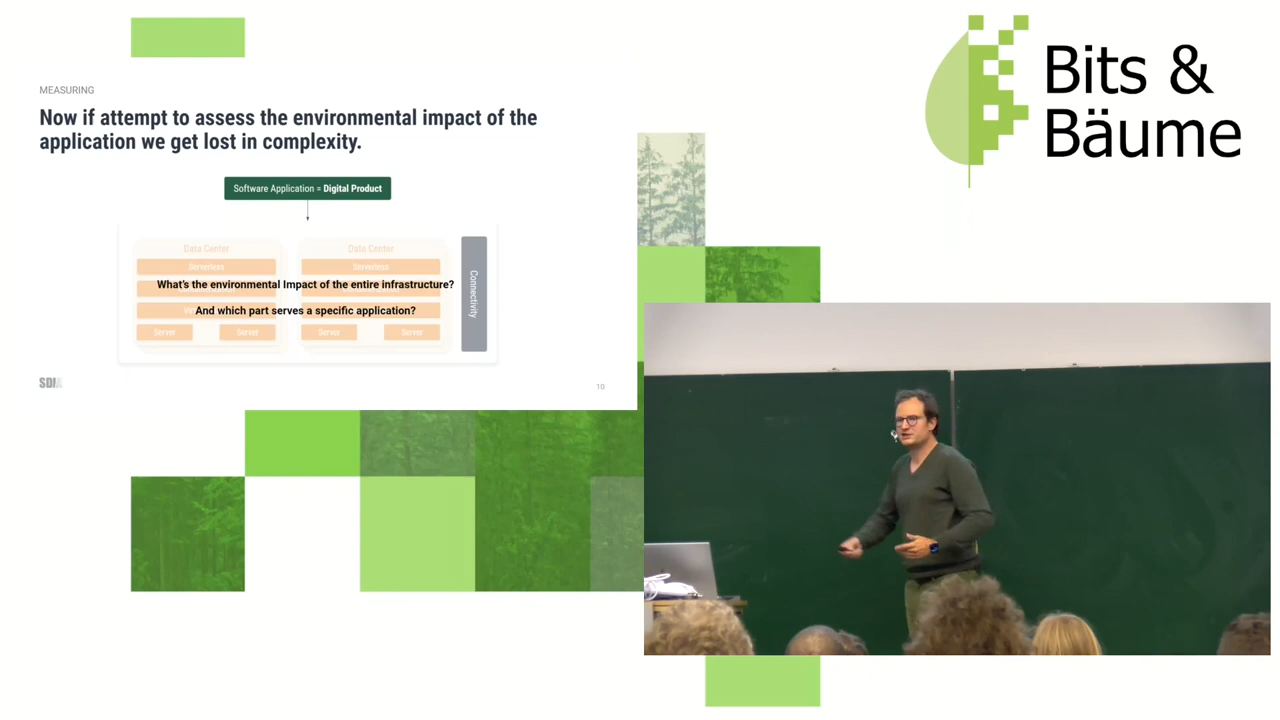 MEASURING
Now if attempt to assess the environmental impact of the
application we get lost in complexity.
Software Application = Digital Product
Data Center
Data Center
Serverless
Serverless
What's the environmental Impact of the entire infrastructure?
And which part serves a specific application?
Server
Server
Server
Server
Connectivity
SDIA
10
Bits &
Bäume